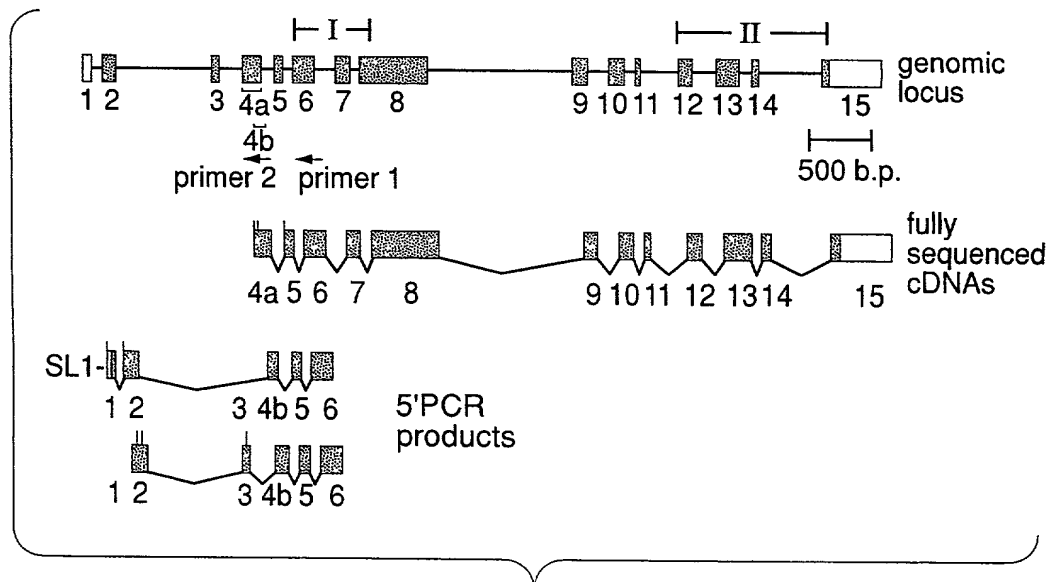 I II
genomic
locus
1 2 3 4a 5 6 7 8 9 10 11 12 13 14 15
4b
primer 2 primer 1
500 b.p.
fully
sequenced
cDNAs
4a 5 6 7 8 9 10 11 12 13 14 15
SL1-
1 2 3 4b 5 6
5'PCR
products
1 2 3 4b 5 6